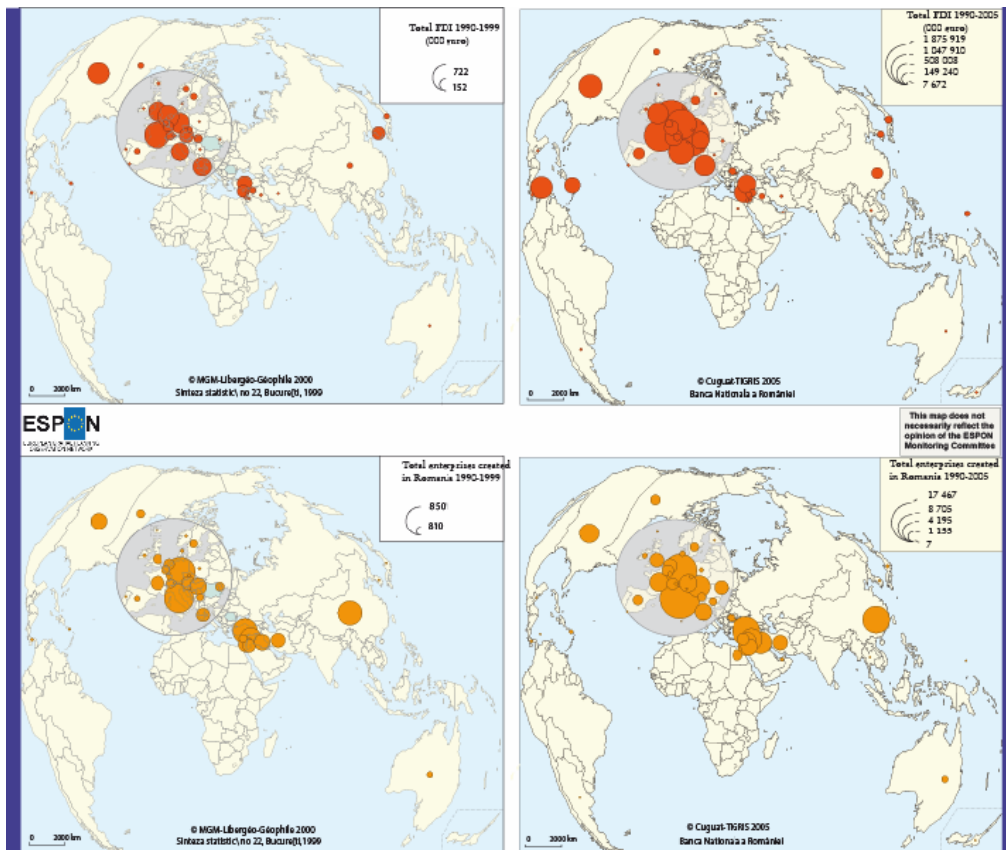 Total FDI 1990-1999
(000 euro)
722
152
0 2000 km
© MGM-Libergéo-Géophile 2000
Sinteza statistic\ no 22, Bucure[ti, 1999
Total FDI 1990-2005
(000 euro)
1 875 919
1 047 910
508 008
149 240
7 672
0 2000 km
© Cuguat-TIGRIS 2005
Banca Nationala a României
ESPON
This map does not
necessarily reflect the
opinion of the ESPON
Monitoring Committee
Total enterprises created
in Romania 1990-1999
850
810
0 2000 km
© MGM-Libergéo-Géophile 2000
Sinteza statistic\ no 22, Bucure[ti, 1999
Total enterprises created
in Romania 1990-2005
17 467
8 705
4 195
7
0 2000 km
© Cuguat-TIGRIS 2005
Banca Nationala a României